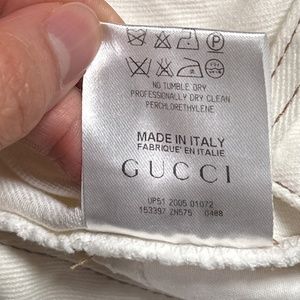 NO TUMBLE DRY
PROFESSIONALLY DRY CLEAN
PERCHLORETHYLENE
MADE IN ITALY
FABRIQUÉ EN ITALIE
GUCCI
UP51 2005 01072
153397 ZN575 0488